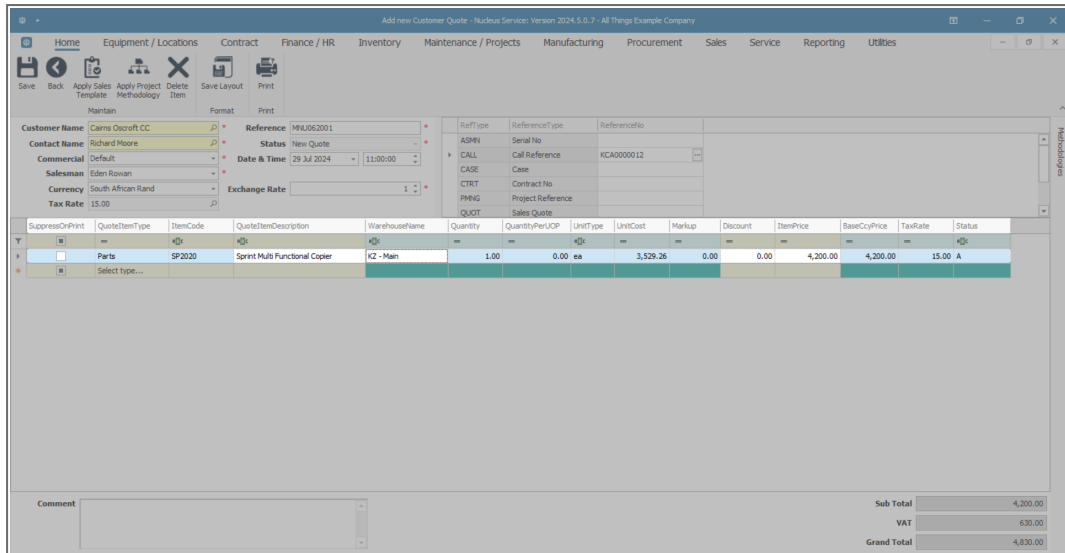 Add new Customer Quote - Nucleus Service: Version 2024.5.0.7 - All Things Example Company
Home Equipment / Locations Contract Finance / HR Inventory Maintenance / Projects Manufacturing Procurement Sales Service Reporting Utilities
Save Back Apply Sales Template Apply Project Methodology Delete Item Save Layout Print
Maintain Format Print
Customer Name Cairns Oscroft CC * Reference MNU062001 * RefType ReferenceType ReferenceNo
Contact Name Richard Moore * Status New Quote * ASMN Serial No
Commercial Default * Date & Time 29 Jul 2024 11:00:00 CALL Call Reference KCA0000012 ...
Salesman Eden Rowan * CASE Case
Currency South African Rand Exchange Rate 1 * CTRT Contract No
Tax Rate 15.00 PMNG Project Reference
QUOT Sales Quote
Methodologies
SuppressOnPrint QuoteItemType ItemCode QuoteItemDescription WarehouseName Quantity QuantityPerUOP UnitType UnitCost Markup Discount ItemPrice BaseCcyPrice TaxRate Status
Parts SP2020 Sprint Multi Functional Copier KZ - Main 1.00 0.00 ea 3,529.26 0.00 0.00 4,200.00 4,200.00 15.00 A
Select type...
Comment
Sub Total 4,200.00
VAT 630.00
Grand Total 4,830.00